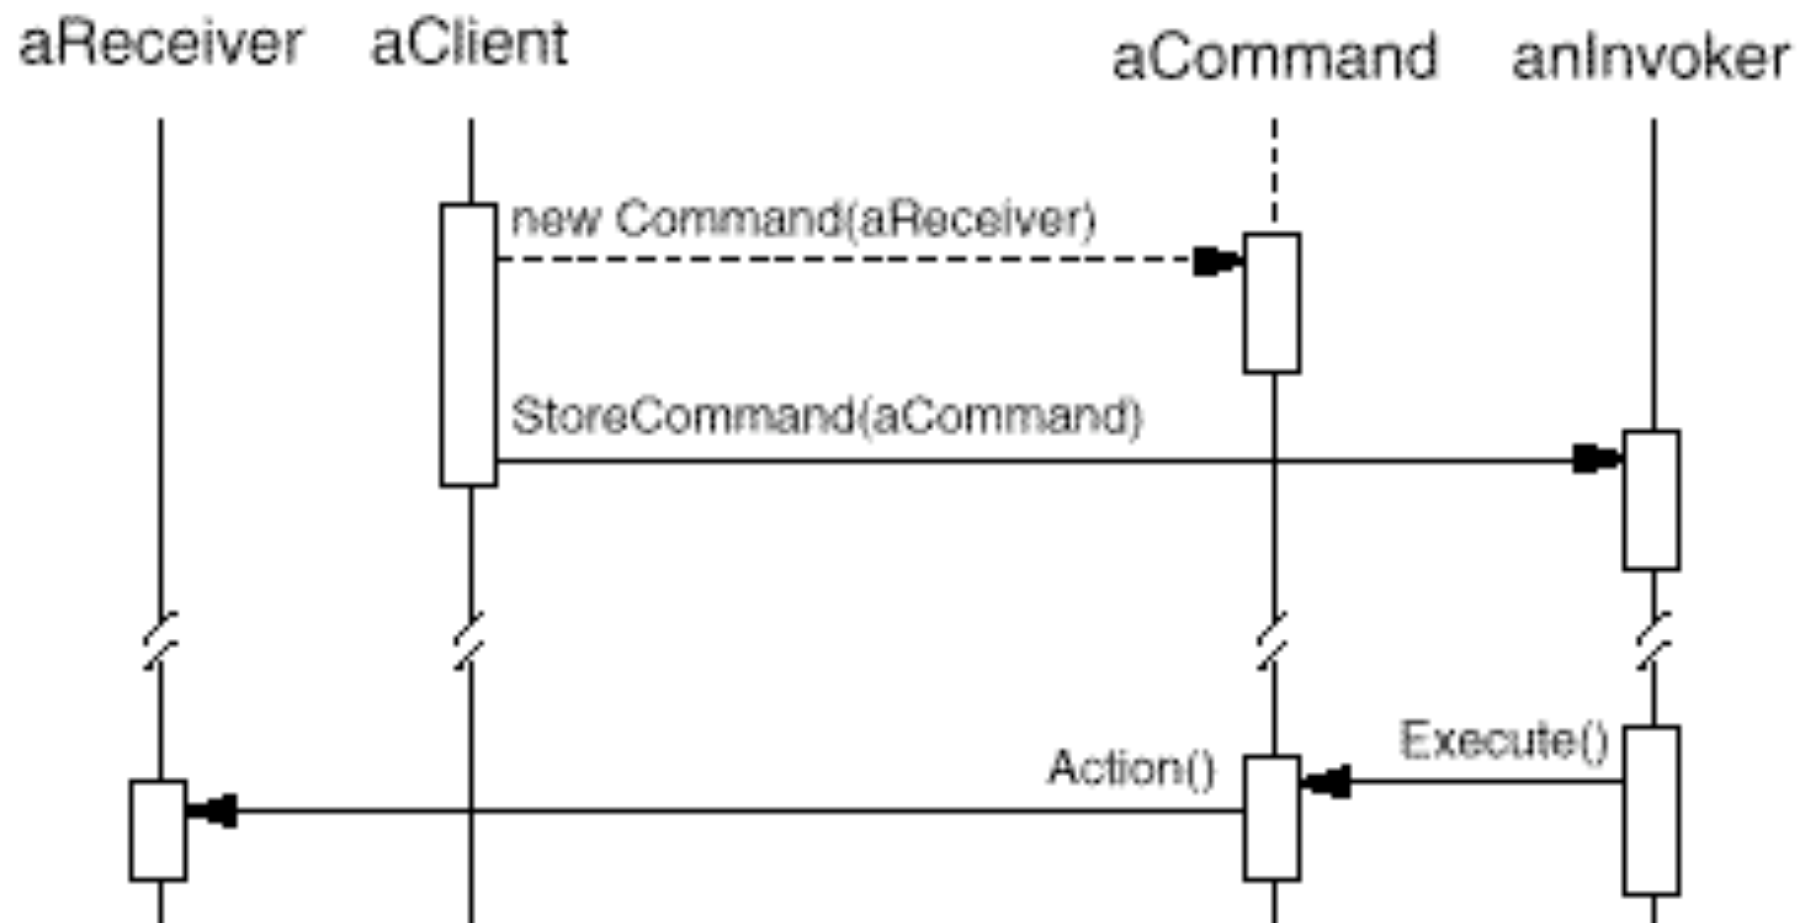 aReceiver aClient aCommand anInvoker
new Command(aReceiver)
StoreCommand(aCommand)
Execute()
Action()